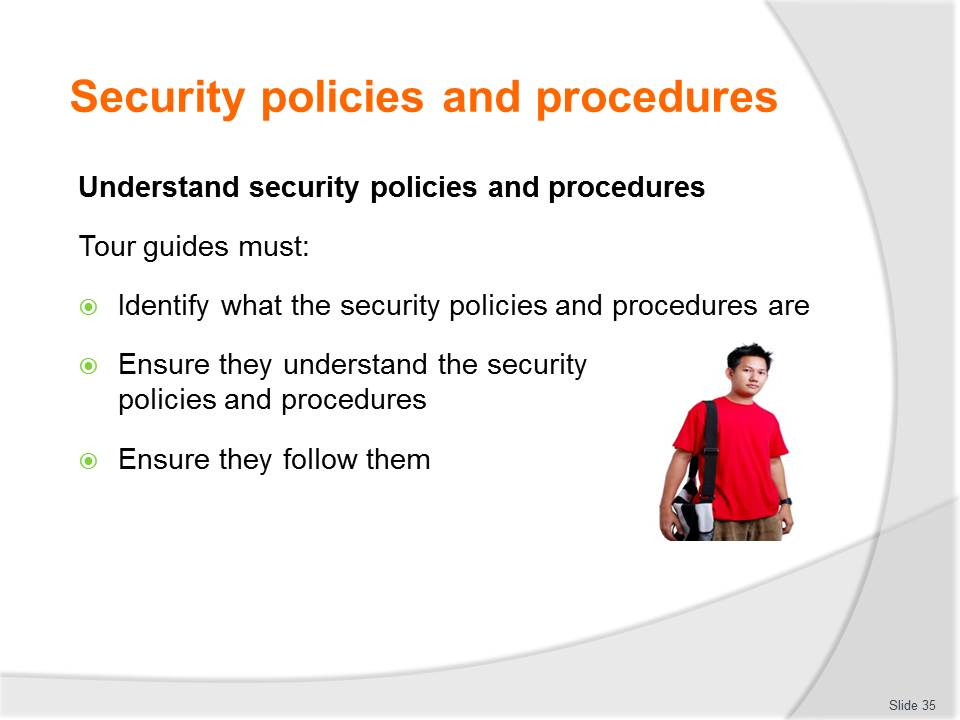 Security policies and procedures
Understand security policies and procedures
Tour guides must:
Identify what the security policies and procedures are
Ensure they understand the security
policies and procedures
Ensure they follow them
Slide 35